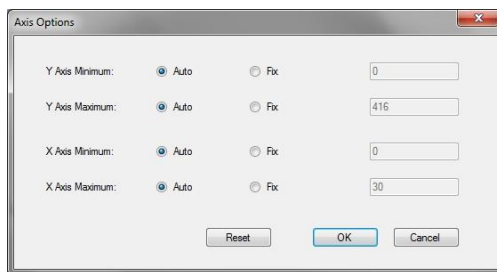 Axis Options
Y Axis Minimum: Auto Fix 0
Y Axis Maximum: Auto Fix 416
X Axis Minimum: Auto Fix 0
X Axis Maximum: Auto Fix 30
Reset OK Cancel